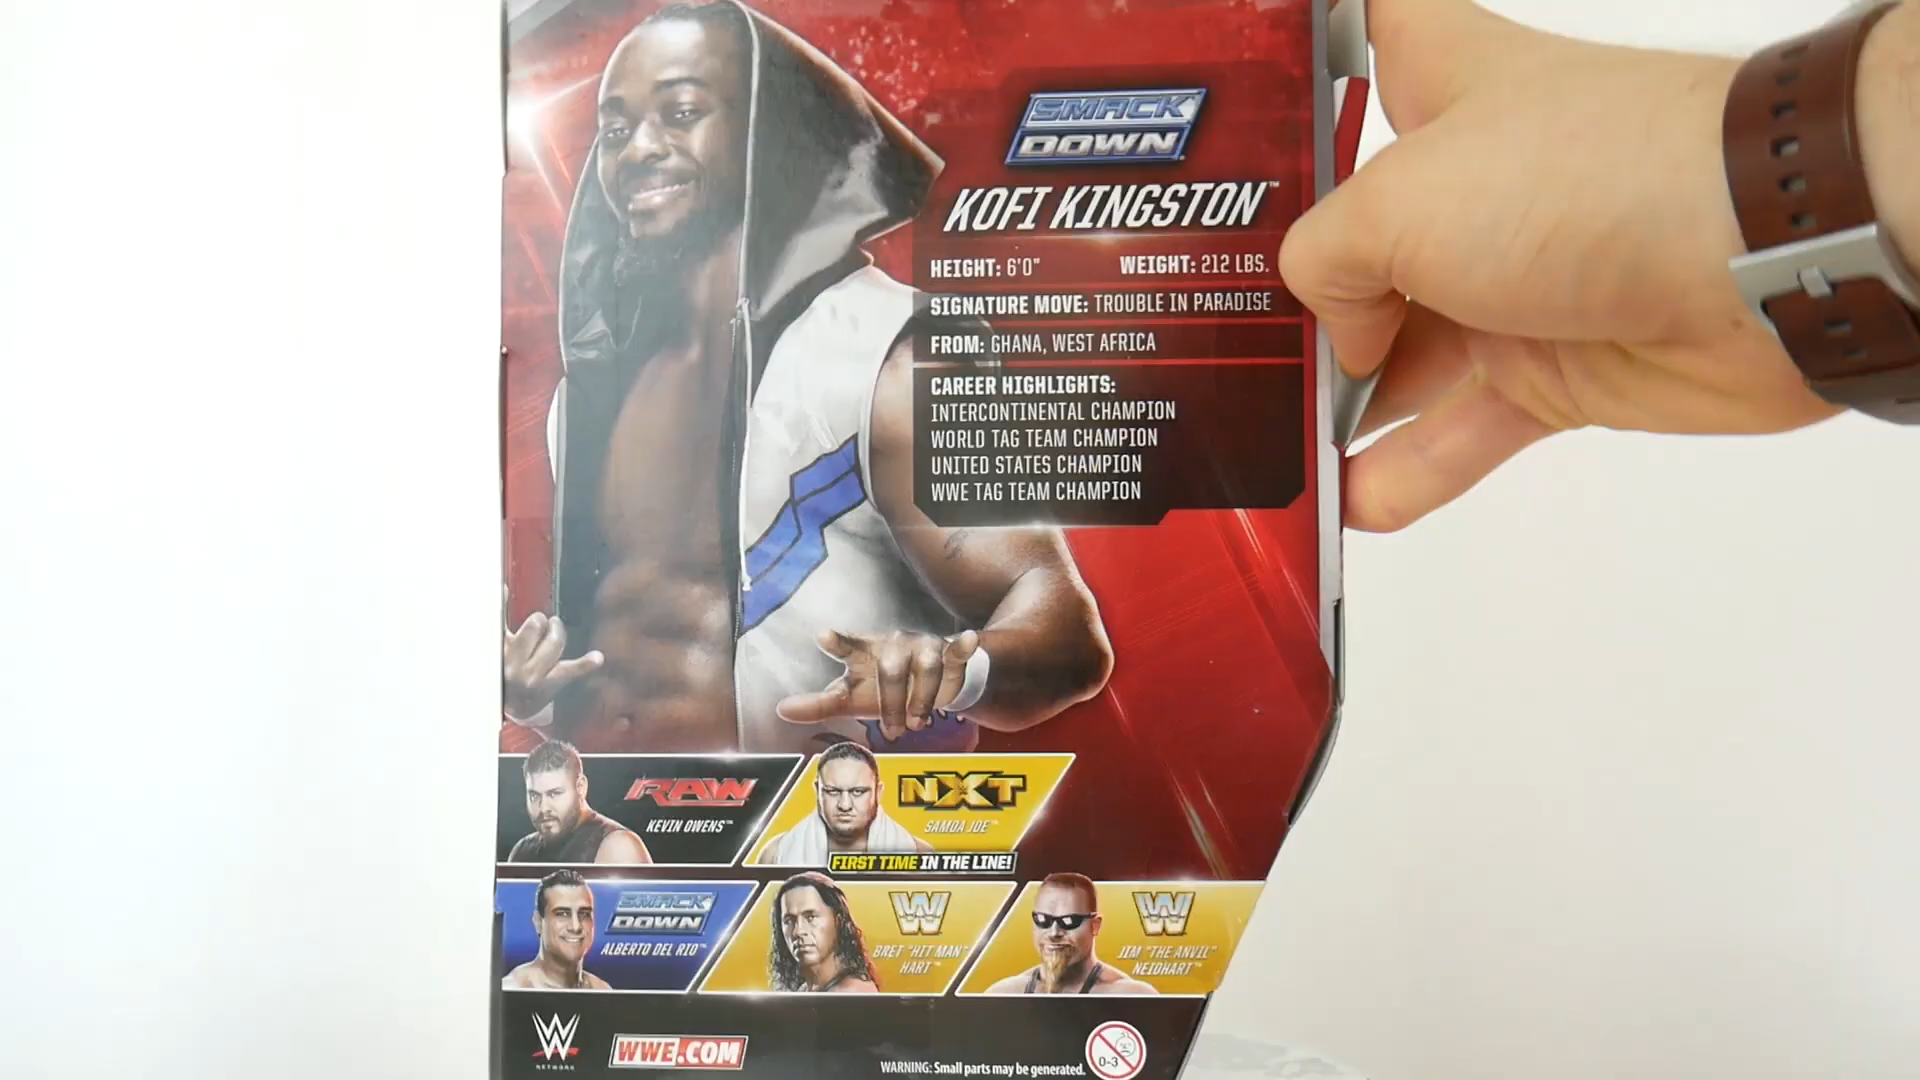 SMACK
DOWN
KOFI KINGSTON™
HEIGHT: 6'0" WEIGHT: 212 LBS.
SIGNATURE MOVE: TROUBLE IN PARADISE
FROM: GHANA, WEST AFRICA
CAREER HIGHLIGHTS:
INTERCONTINENTAL CHAMPION
WORLD TAG TEAM CHAMPION
UNITED STATES CHAMPION
WWE TAG TEAM CHAMPION
RAW
KEVIN OWENS™
NXT
SAMOA JOE™
FIRST TIME IN THE LINE!
SMACK
DOWN
ALBERTO DEL RIO™
W
BRET "HIT MAN"
HART™
W
JIM "THE ANVIL"
NEIDHART™
W
NETWORK
WWE.COM
WARNING: Small parts may be generated.
0-3